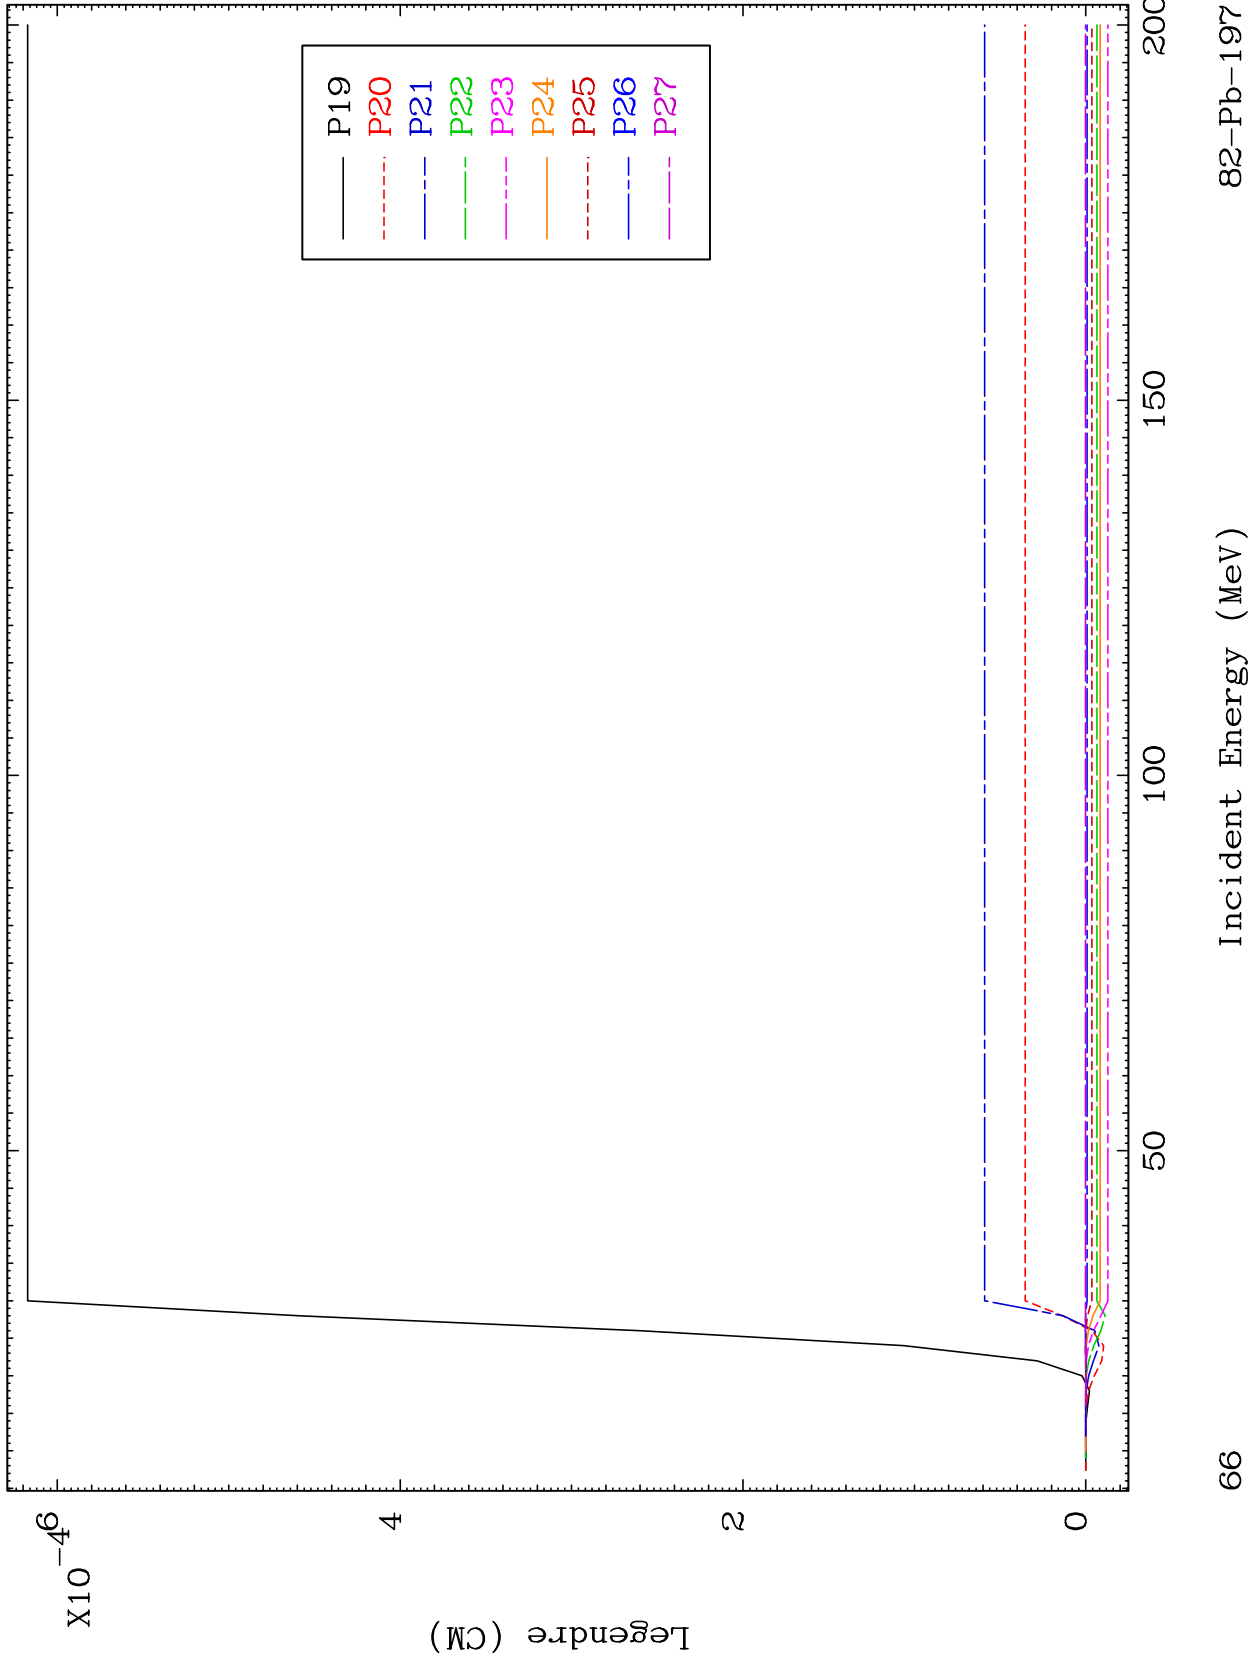 P19
P20
P21
P22
P23
P24
P25
P26
P27
X10^-4
6
4
2
0
Legendre (CM)
50
100
150
200
Incident Energy (MeV)
66
82-Pb-197